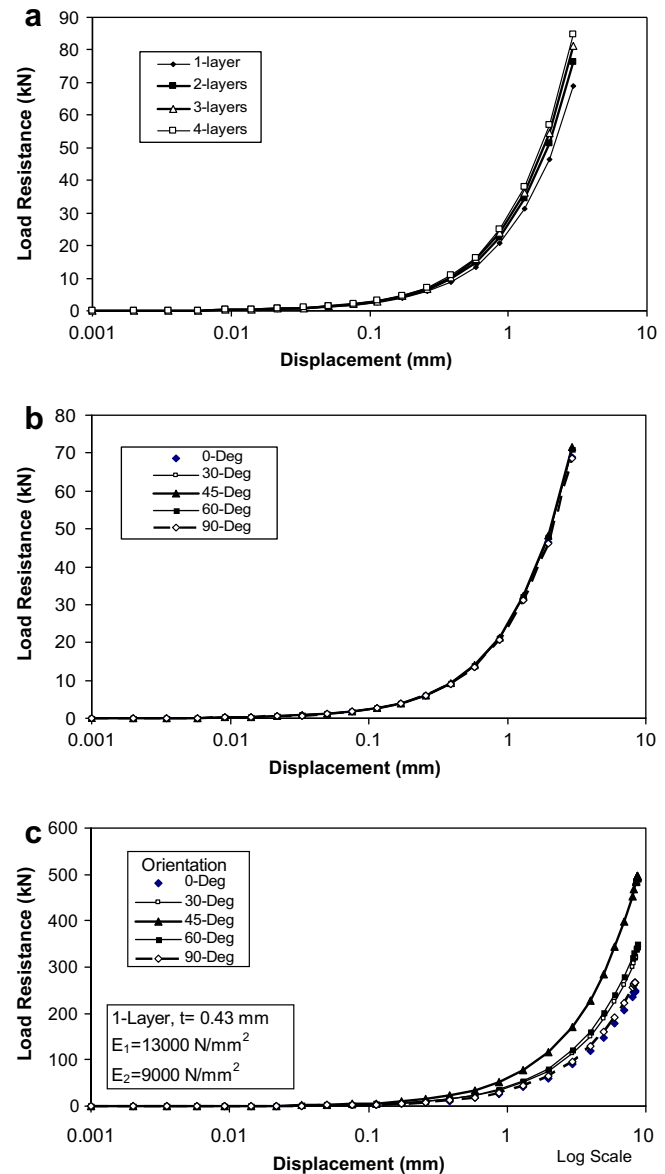 a
90
80
70
60
50
40
30
20
10
0
Load Resistance (kN)
1-layer
2-layers
3-layers
4-layers
0.001 0.01 0.1 1 10
Displacement (mm)
b
80
70
60
50
40
30
20
10
0
Load Resistance (kN)
0-Deg
30-Deg
45-Deg
60-Deg
90-Deg
0.001 0.01 0.1 1 10
Displacement (mm)
c
600
500
400
300
200
100
0
Load Resistance (kN)
Orientation
0-Deg
30-Deg
45-Deg
60-Deg
90-Deg
1-Layer, t= 0.43 mm
E₁=13000 N/mm²
E₂=9000 N/mm²
0.001 0.01 0.1 1 10
Displacement (mm)
Log Scale